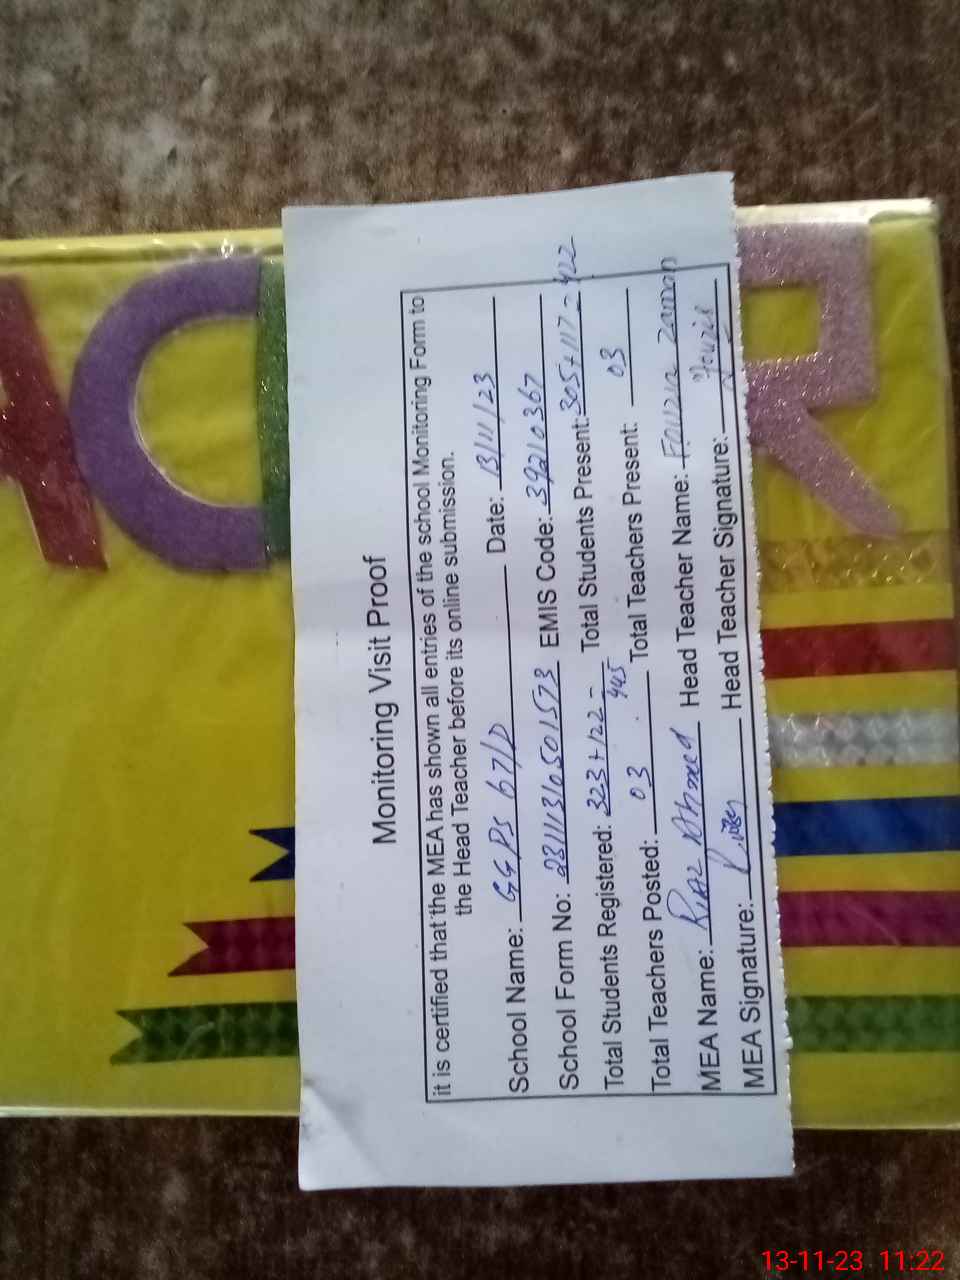 Monitoring Visit Proof
it is certified that the MEA has shown all entries of the school Monitoring Form to
the Head Teacher before its online submission.
School Name: GGPS 67/D Date: 13/11/23
School Form No: 2311131650 1573 EMIS Code: 39210367
Total Students Registered: 323+122= 445 Total Students Present: 305+117=422
Total Teachers Posted: 03 Total Teachers Present: 03
MEA Name: Riaz Ahmed Head Teacher Name: Fauzia Zaman
MEA Signature: Head Teacher Signature:
13-11-23 11:22